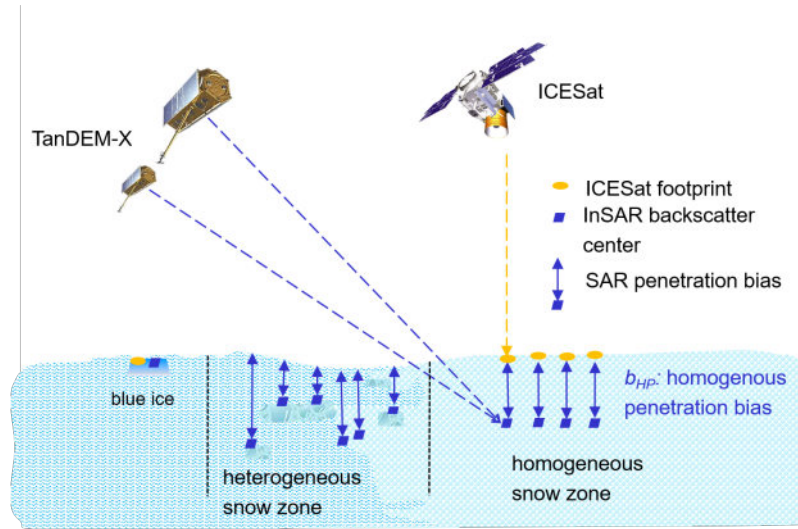 ICESat
TanDEM-X
ICESat footprint
InSAR backscatter
center
SAR penetration bias
b_HP: homogenous
penetration bias
blue ice
heterogeneous
snow zone
homogeneous
snow zone